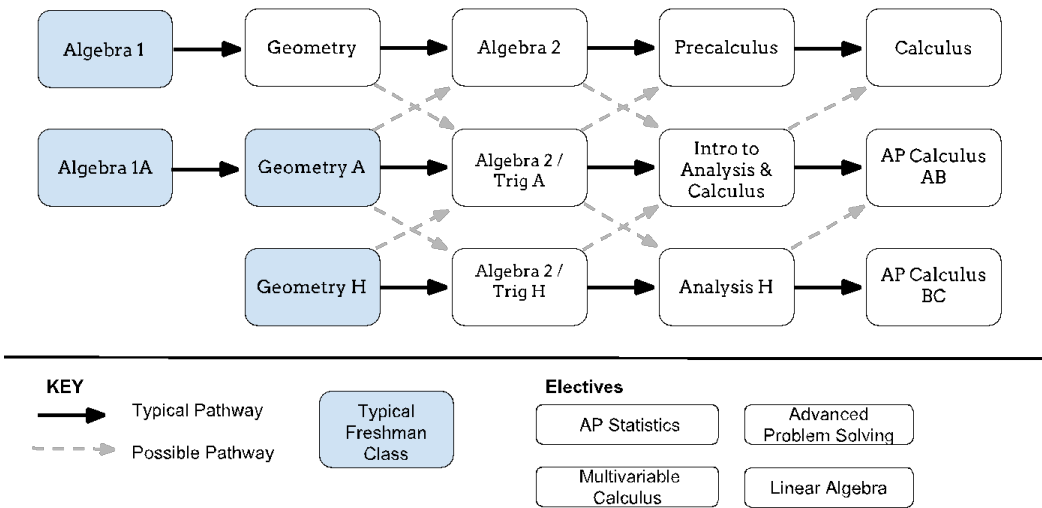 Algebra 1
Geometry
Algebra 2
Precalculus
Calculus
Algebra 1A
Geometry A
Algebra 2 /
Trig A
Intro to
Analysis &
Calculus
AP Calculus
AB
Geometry H
Algebra 2 /
Trig H
Analysis H
AP Calculus
BC
KEY
Typical Pathway
Possible Pathway
Typical
Freshman
Class
Electives
AP Statistics
Advanced
Problem Solving
Multivariable
Calculus
Linear Algebra